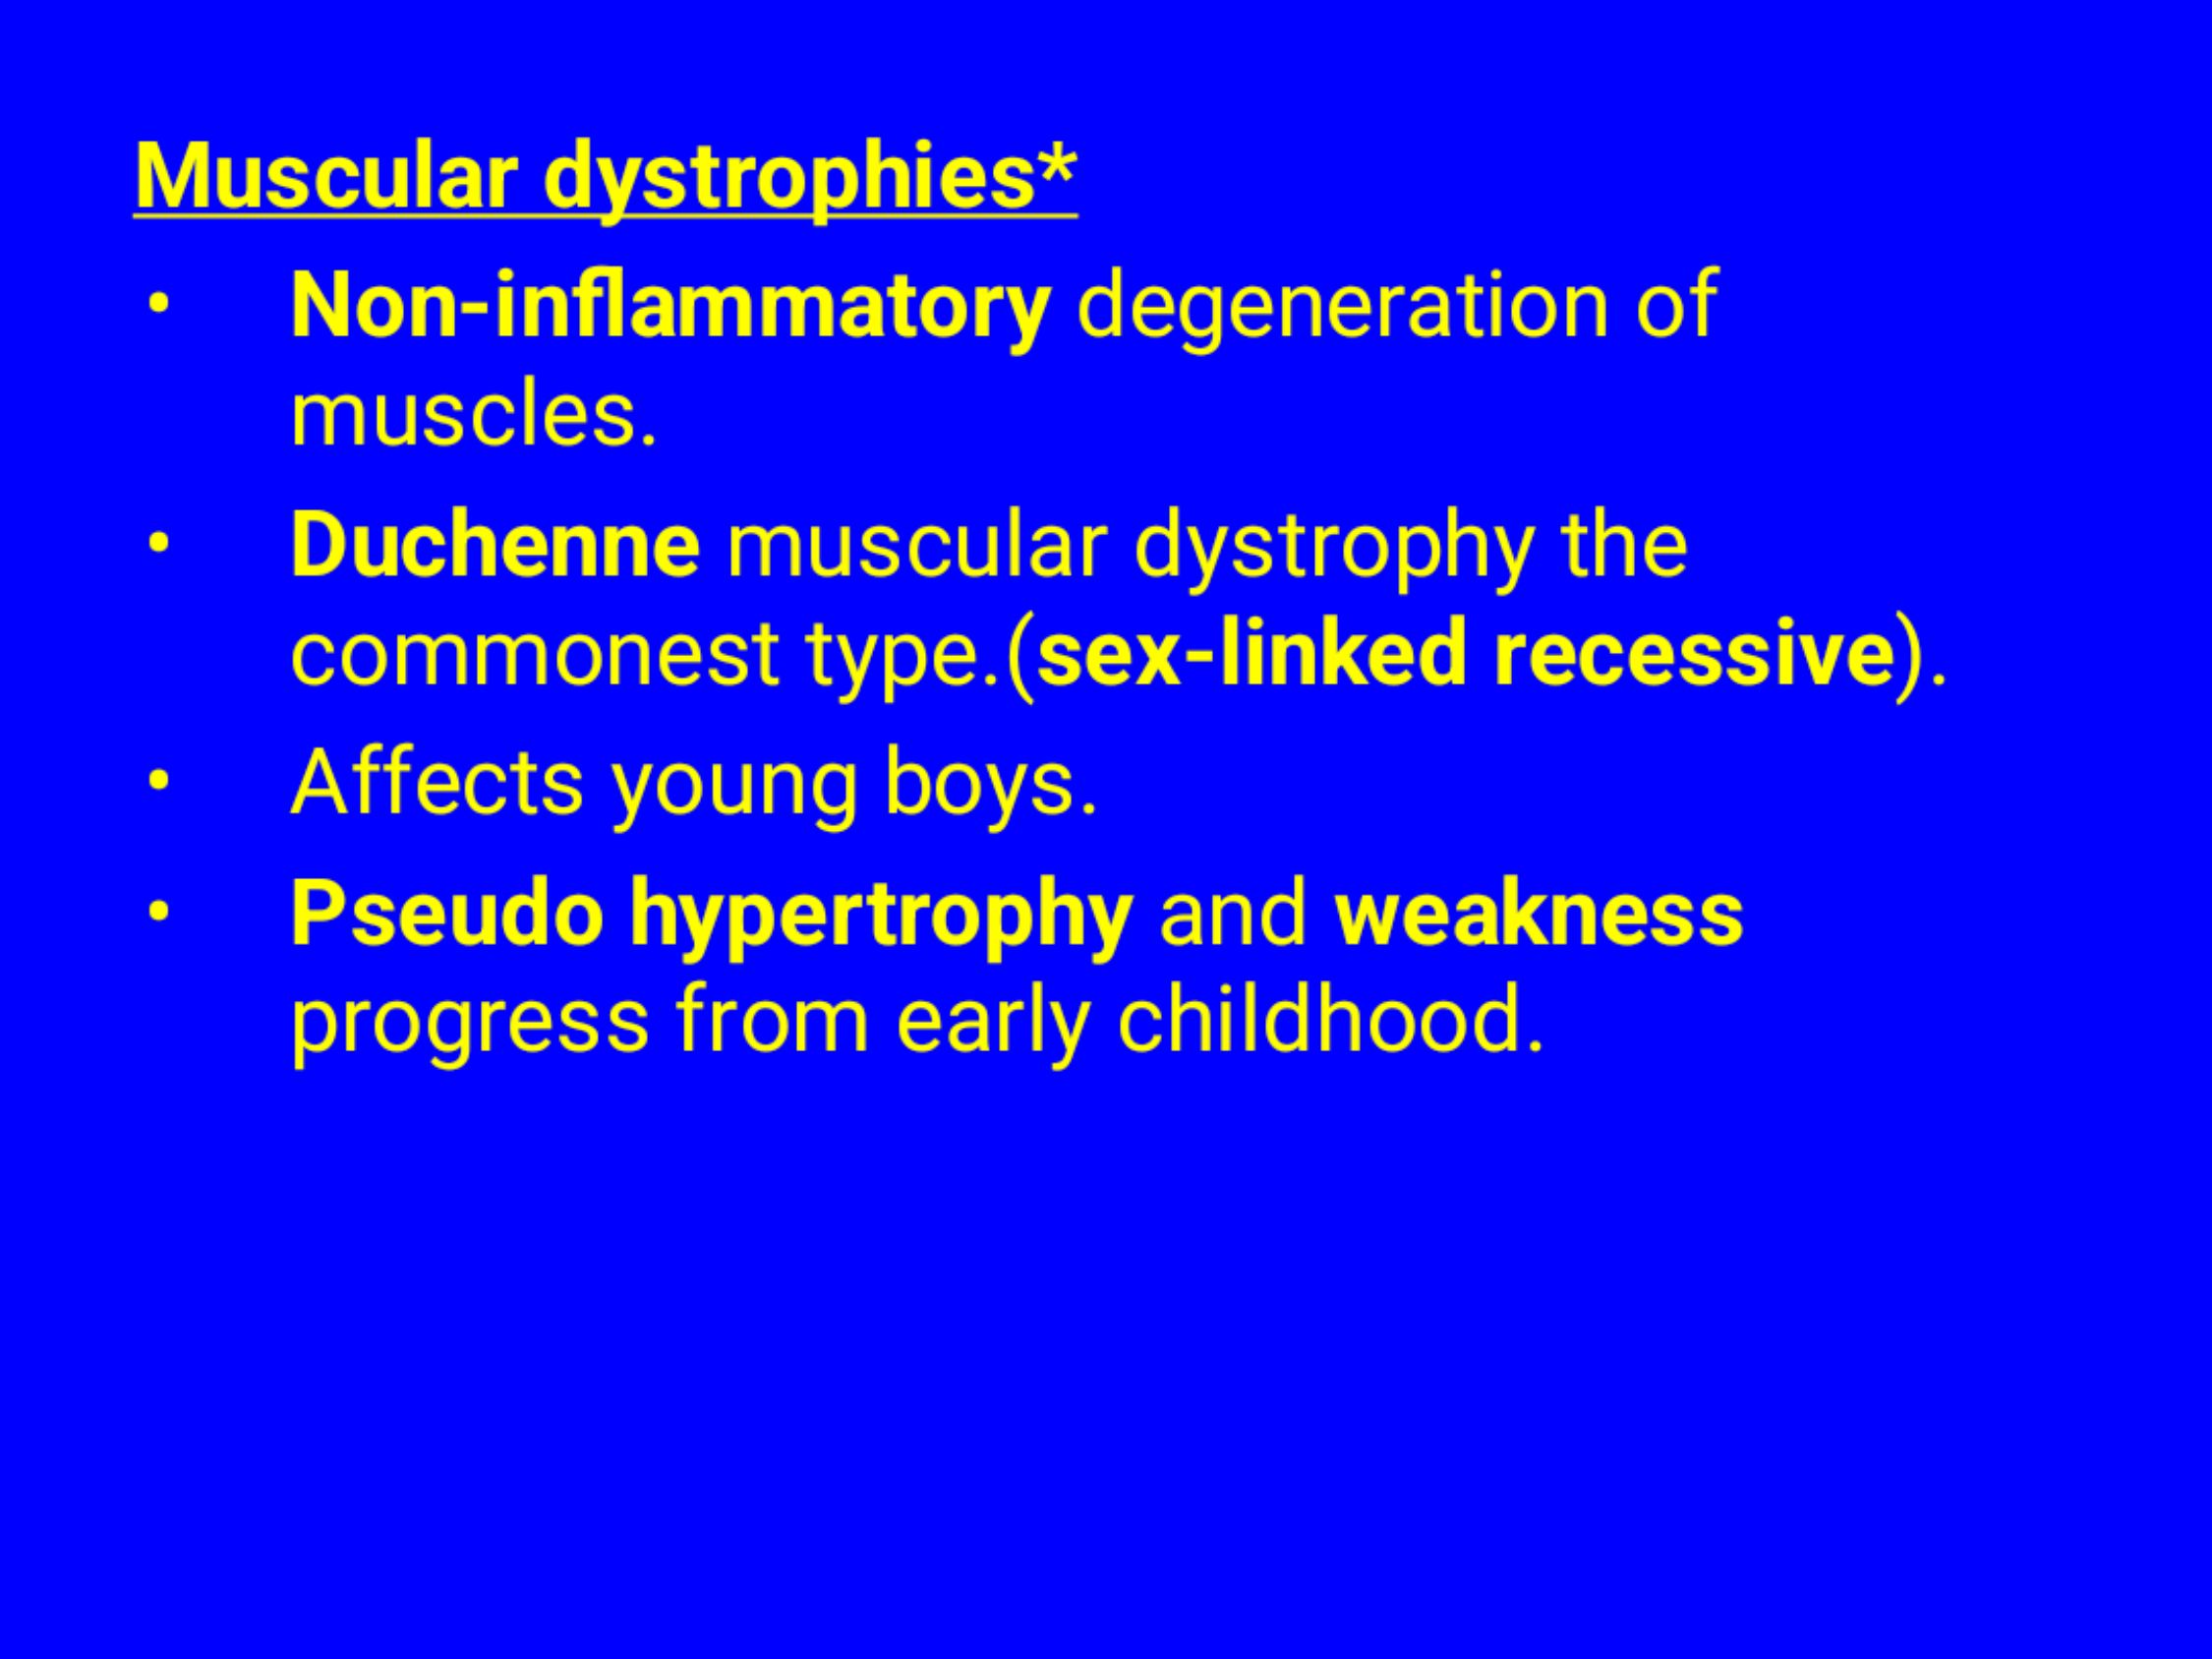 Muscular dystrophies*
• Non-inflammatory degeneration of
muscles.
• Duchenne muscular dystrophy the
commonest type.(sex-linked recessive).
• Affects young boys.
• Pseudo hypertrophy and weakness
progress from early childhood.